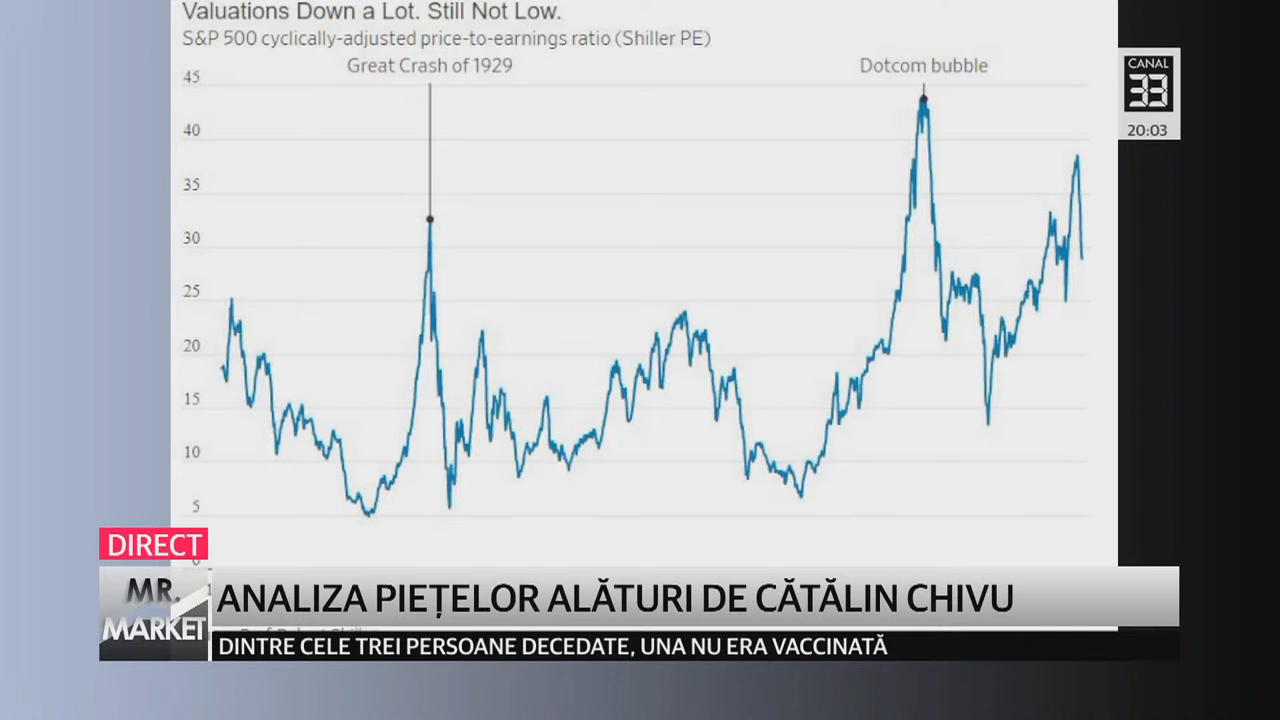 Valuations Down a Lot. Still Not Low.
S&P 500 cyclically-adjusted price-to-earnings ratio (Shiller PE)
Great Crash of 1929
Dotcom bubble
45
40
35
30
25
20
15
10
5
CANAL
33
20:03
DIRECT
MR.
MARKET
ANALIZA PIEȚELOR ALĂTURI DE CĂTĂLIN CHIVU
DINTRE CELE TREI PERSOANE DECEDATE, UNA NU ERA VACCINATĂ